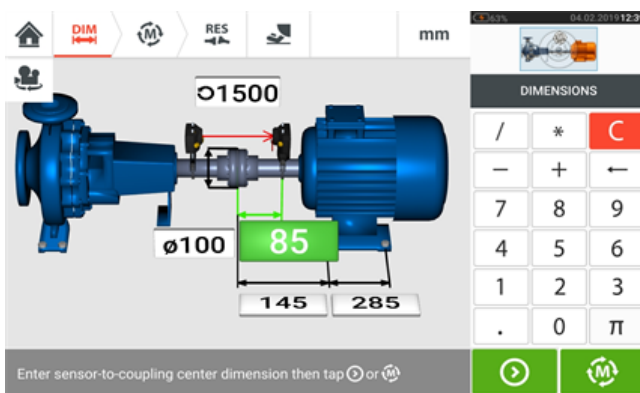 DIM
M
RES
mm
63%
04.02.2019 12:39
DIMENSIONS
1500
ø100
85
145
285
/ * C
− + ←
7 8 9
4 5 6
1 2 3
. 0 π
M
Enter sensor-to-coupling center dimension then tap or M